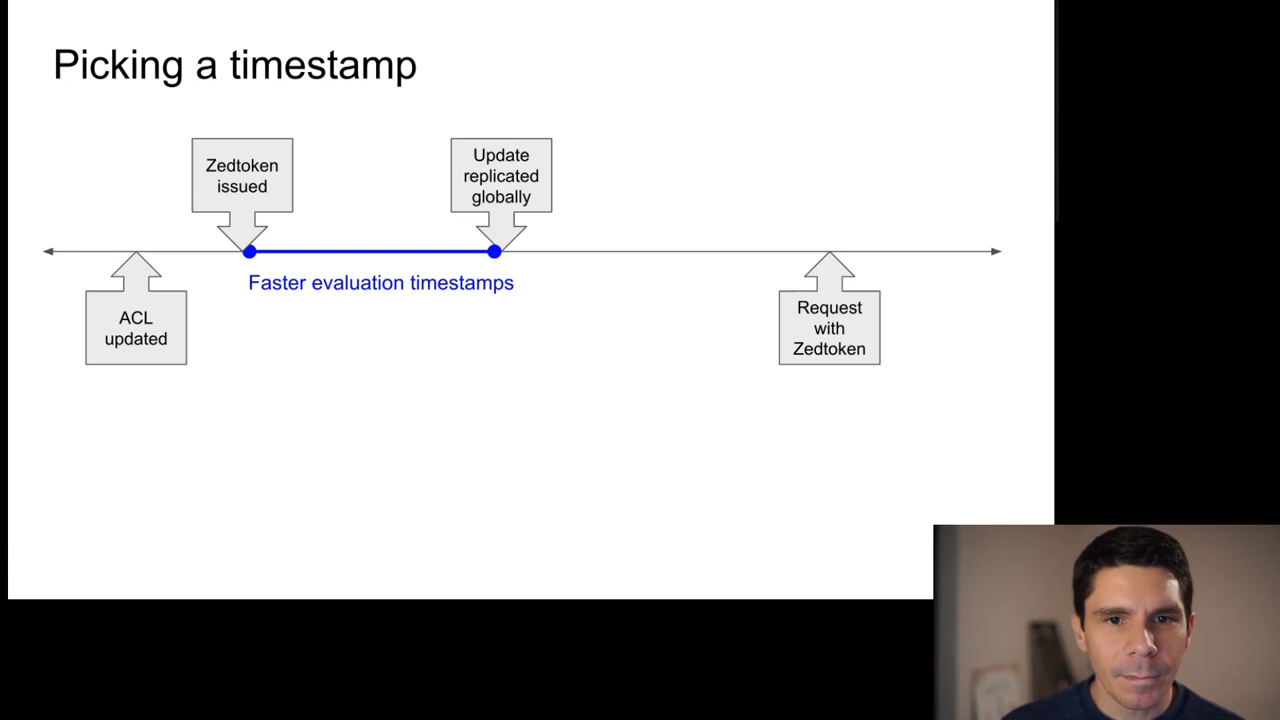 Picking a timestamp
Zedtoken
issued
Update
replicated
globally
Faster evaluation timestamps
ACL
updated
Request
with
Zedtoken